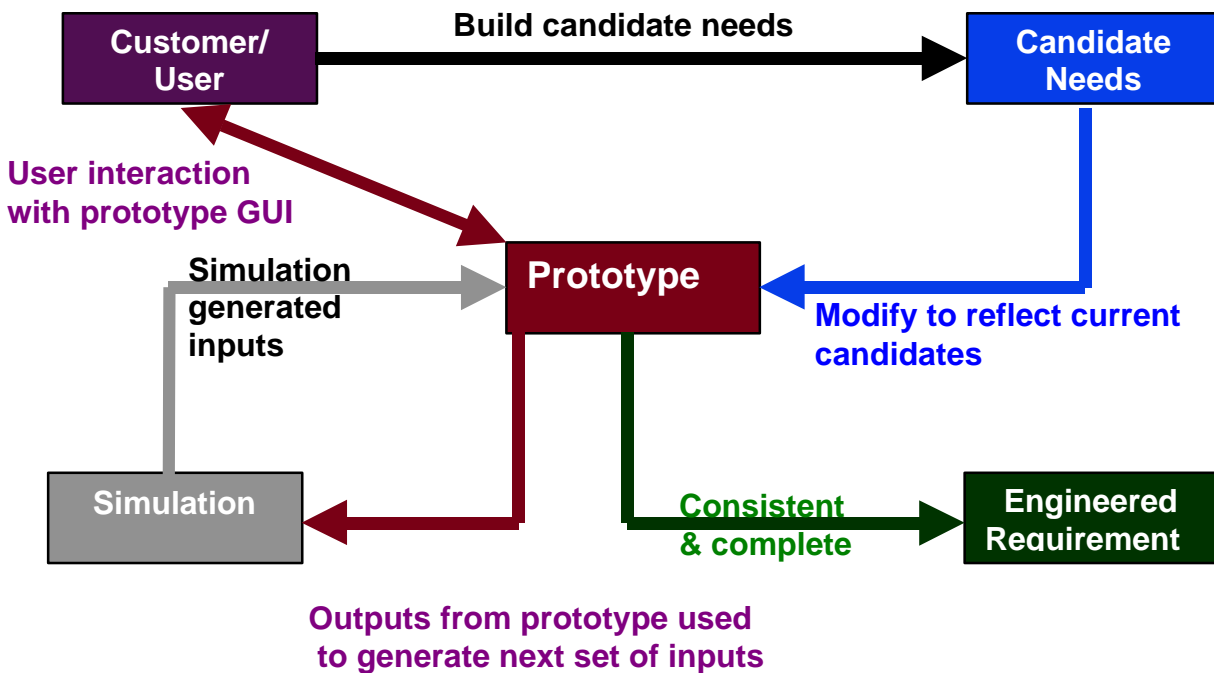 Customer/
User
Build candidate needs
Candidate
Needs
User interaction
with prototype GUI
Simulation
generated
inputs
Prototype
Modify to reflect current
candidates
Simulation
Consistent
& complete
Engineered
Requirement
Outputs from prototype used
to generate next set of inputs